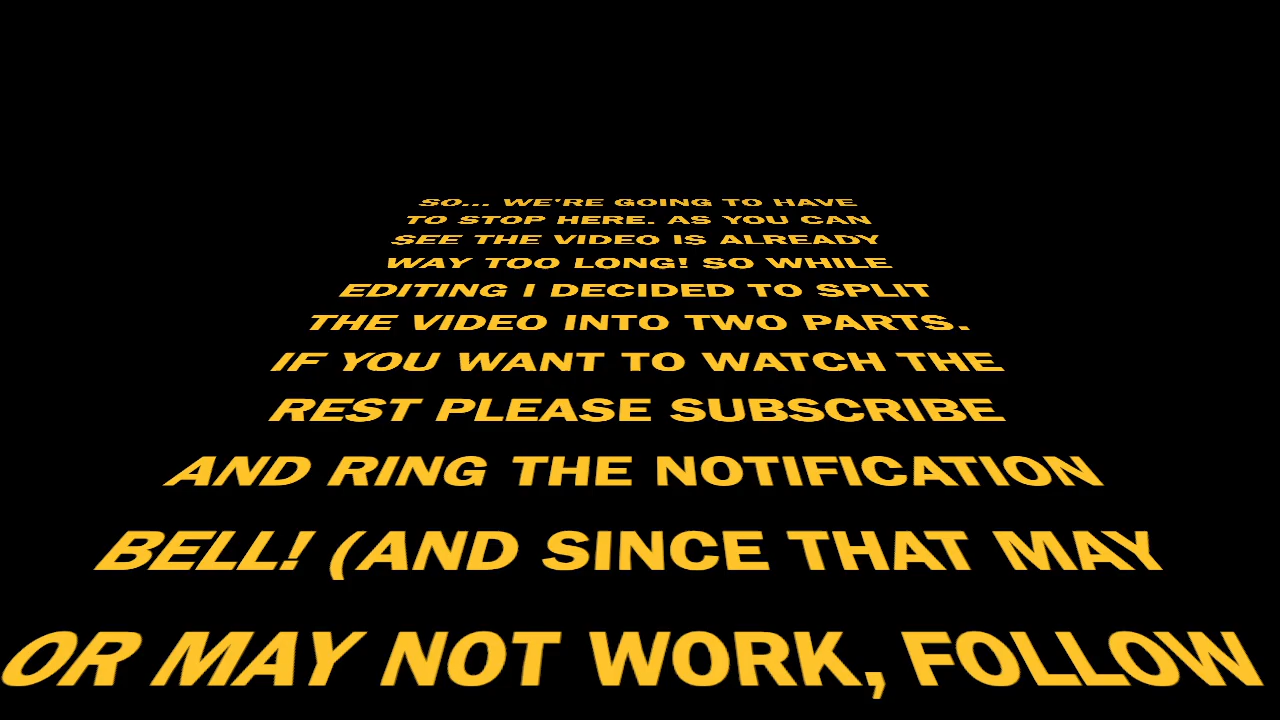 SO... WE'RE GOING TO HAVE
TO STOP HERE. AS YOU CAN
SEE THE VIDEO IS ALREADY
WAY TOO LONG! SO WHILE
EDITING I DECIDED TO SPLIT
THE VIDEO INTO TWO PARTS.
IF YOU WANT TO WATCH THE
REST PLEASE SUBSCRIBE
AND RING THE NOTIFICATION
BELL! (AND SINCE THAT MAY
OR MAY NOT WORK, FOLLOW